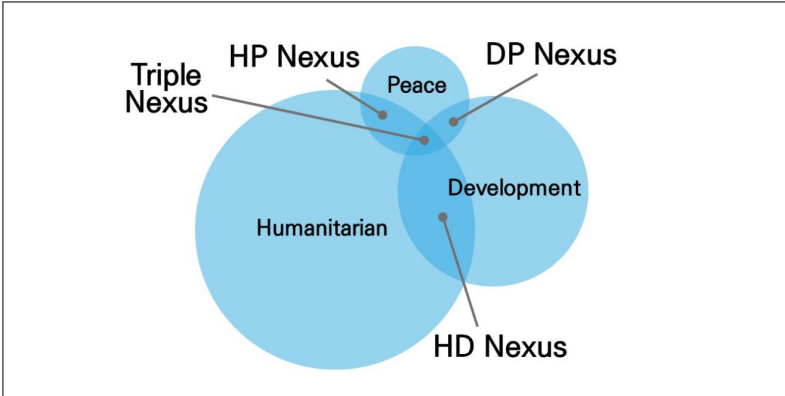 HP Nexus
DP Nexus
Triple
Nexus
Peace
Development
Humanitarian
HD Nexus